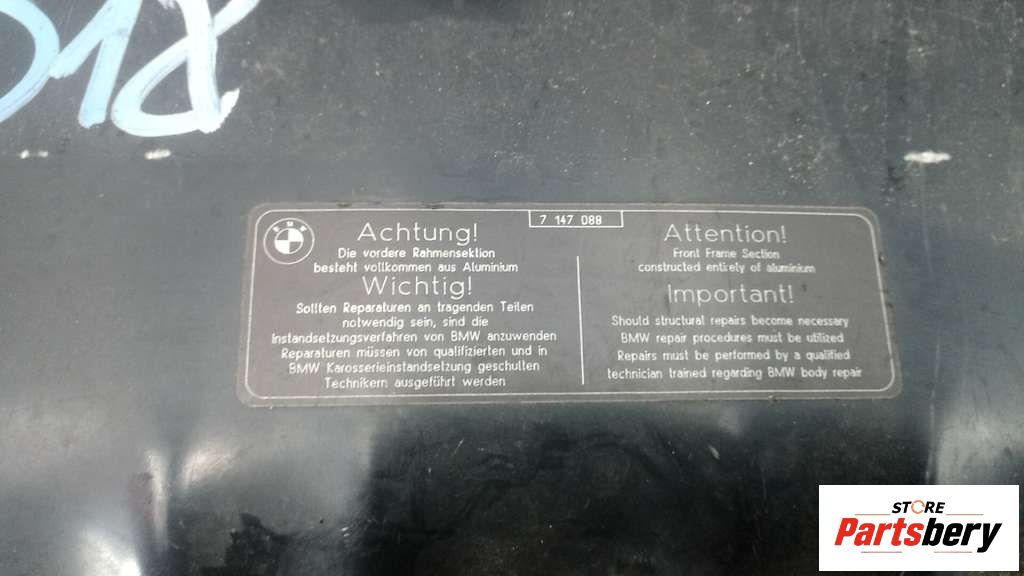 7 147 088
BMW
Achtung!
Die vordere Rahmensektion
besteht vollkommen aus Aluminium
Wichtig!
Sollten Reparaturen an tragenden Teilen
notwendig sein, sind die
Instandsetzungsverfahren von BMW anzuwenden
Reparaturen müssen von qualifizierten und in
BMW Karosserieinstandsetzung geschulten
Technikern ausgeführt werden
Attention!
Front Frame Section
constructed entirely of aluminium
Important!
Should structural repairs become necessary
BMW repair procedures must be utilized
Repairs must be performed by a qualified
technician trained regarding BMW body repair
STORE
Partsbery